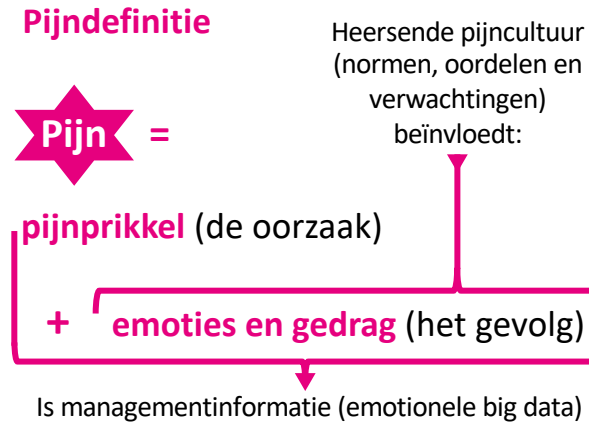 Pijndefinitie
Heersende pijncultuur
(normen, oordelen en
verwachtingen)
beïnvloedt:
Pijn =
pijnprikkel (de oorzaak)
+ emoties en gedrag (het gevolg)
Is managementinformatie (emotionele big data)